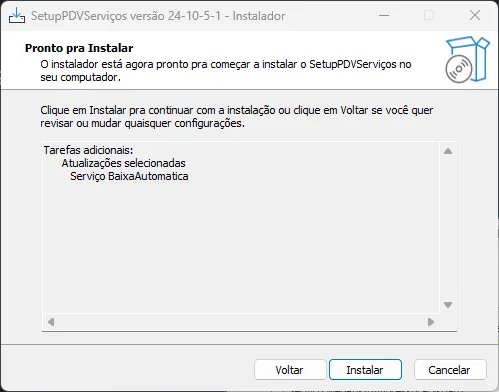 SetupPDVServiços versão 24-10-5-1 - Instalador
Pronto pra Instalar
O instalador está agora pronto pra começar a instalar o SetupPDVServiços no
seu computador.
Clique em Instalar pra continuar com a instalação ou clique em Voltar se você quer
revisar ou mudar quaisquer configurações.
Tarefas adicionais:
Atualizações selecionadas
Serviço BaixaAutomatica
Voltar
Instalar
Cancelar